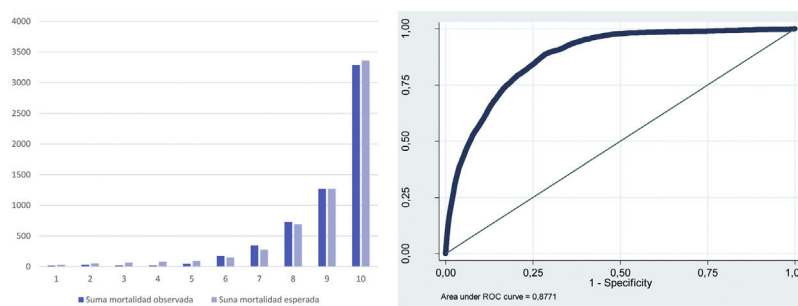 4000
3500
3000
2500
2000
1500
1000
500
0
1 2 3 4 5 6 7 8 9 10
Suma mortalidad observada Suna mortalidad esperada
1,00
0,75
0,50
0,25
0,00
0,00 0,25 0,50 0,75 1,0
1 - Specificity
Area under ROC curve = 0,8771